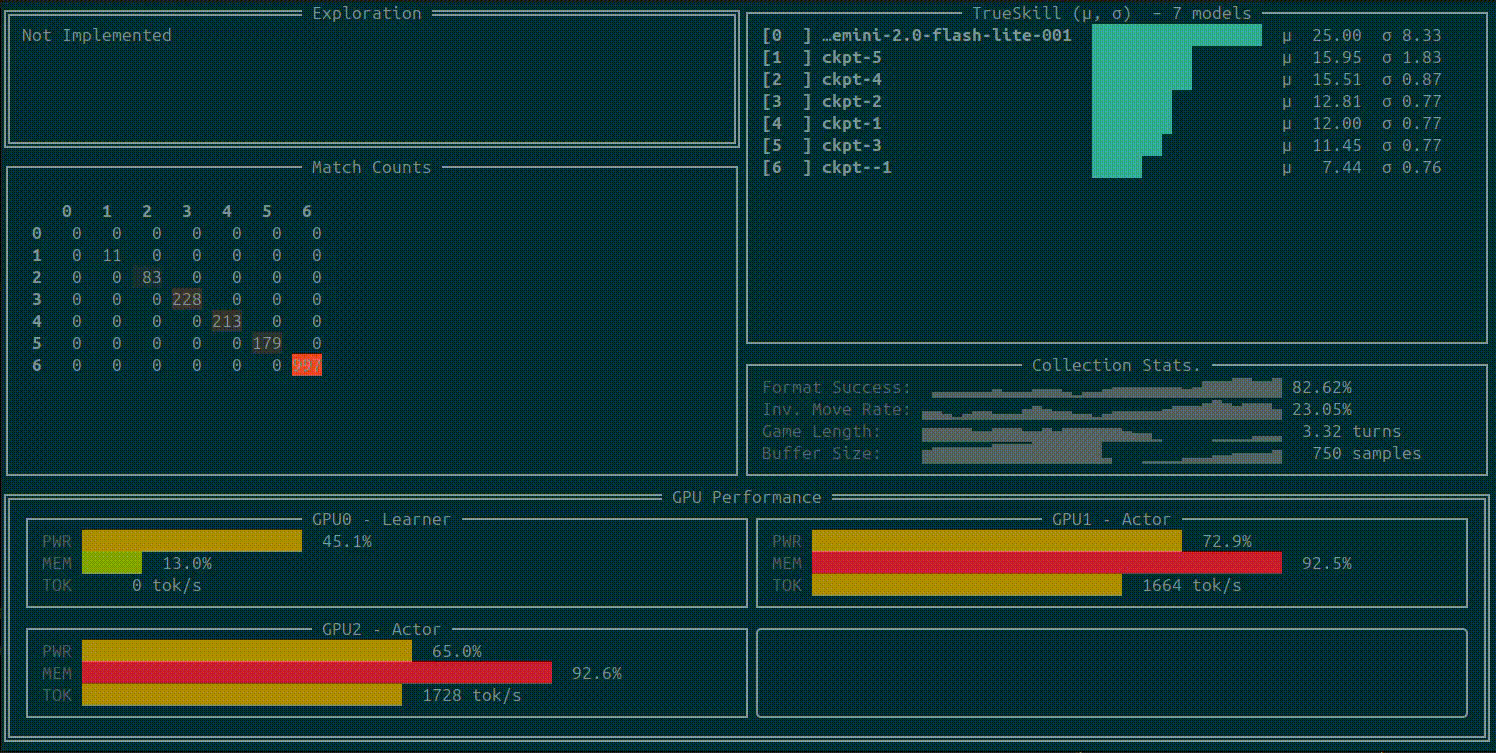 Exploration
Not Implemented
Match Counts
0 1 2 3 4 5 6
0 0 0 0 0 0 0 0
1 0 11 0 0 0 0 0
2 0 0 83 0 0 0 0
3 0 0 0 228 0 0 0
4 0 0 0 0 213 0 0
5 0 0 0 0 0 179 0
6 0 0 0 0 0 0 997
TrueSkill (μ, σ) - 7 models
[0 ] …emini-2.0-flash-lite-001 μ 25.00 σ 8.33
[1 ] ckpt-5 μ 15.95 σ 1.83
[2 ] ckpt-4 μ 15.51 σ 0.87
[3 ] ckpt-2 μ 12.81 σ 0.77
[4 ] ckpt-1 μ 12.00 σ 0.77
[5 ] ckpt-3 μ 11.45 σ 0.77
[6 ] ckpt--1 μ 7.44 σ 0.76
Collection Stats.
Format Success: 82.62%
Inv. Move Rate: 23.05%
Game Length: 3.32 turns
Buffer Size: 750 samples
GPU Performance
GPU0 - Learner
PWR 45.1%
MEM 13.0%
TOK 0 tok/s
GPU1 - Actor
PWR 72.9%
MEM 92.5%
TOK 1664 tok/s
GPU2 - Actor
PWR 65.0%
MEM 92.6%
TOK 1728 tok/s